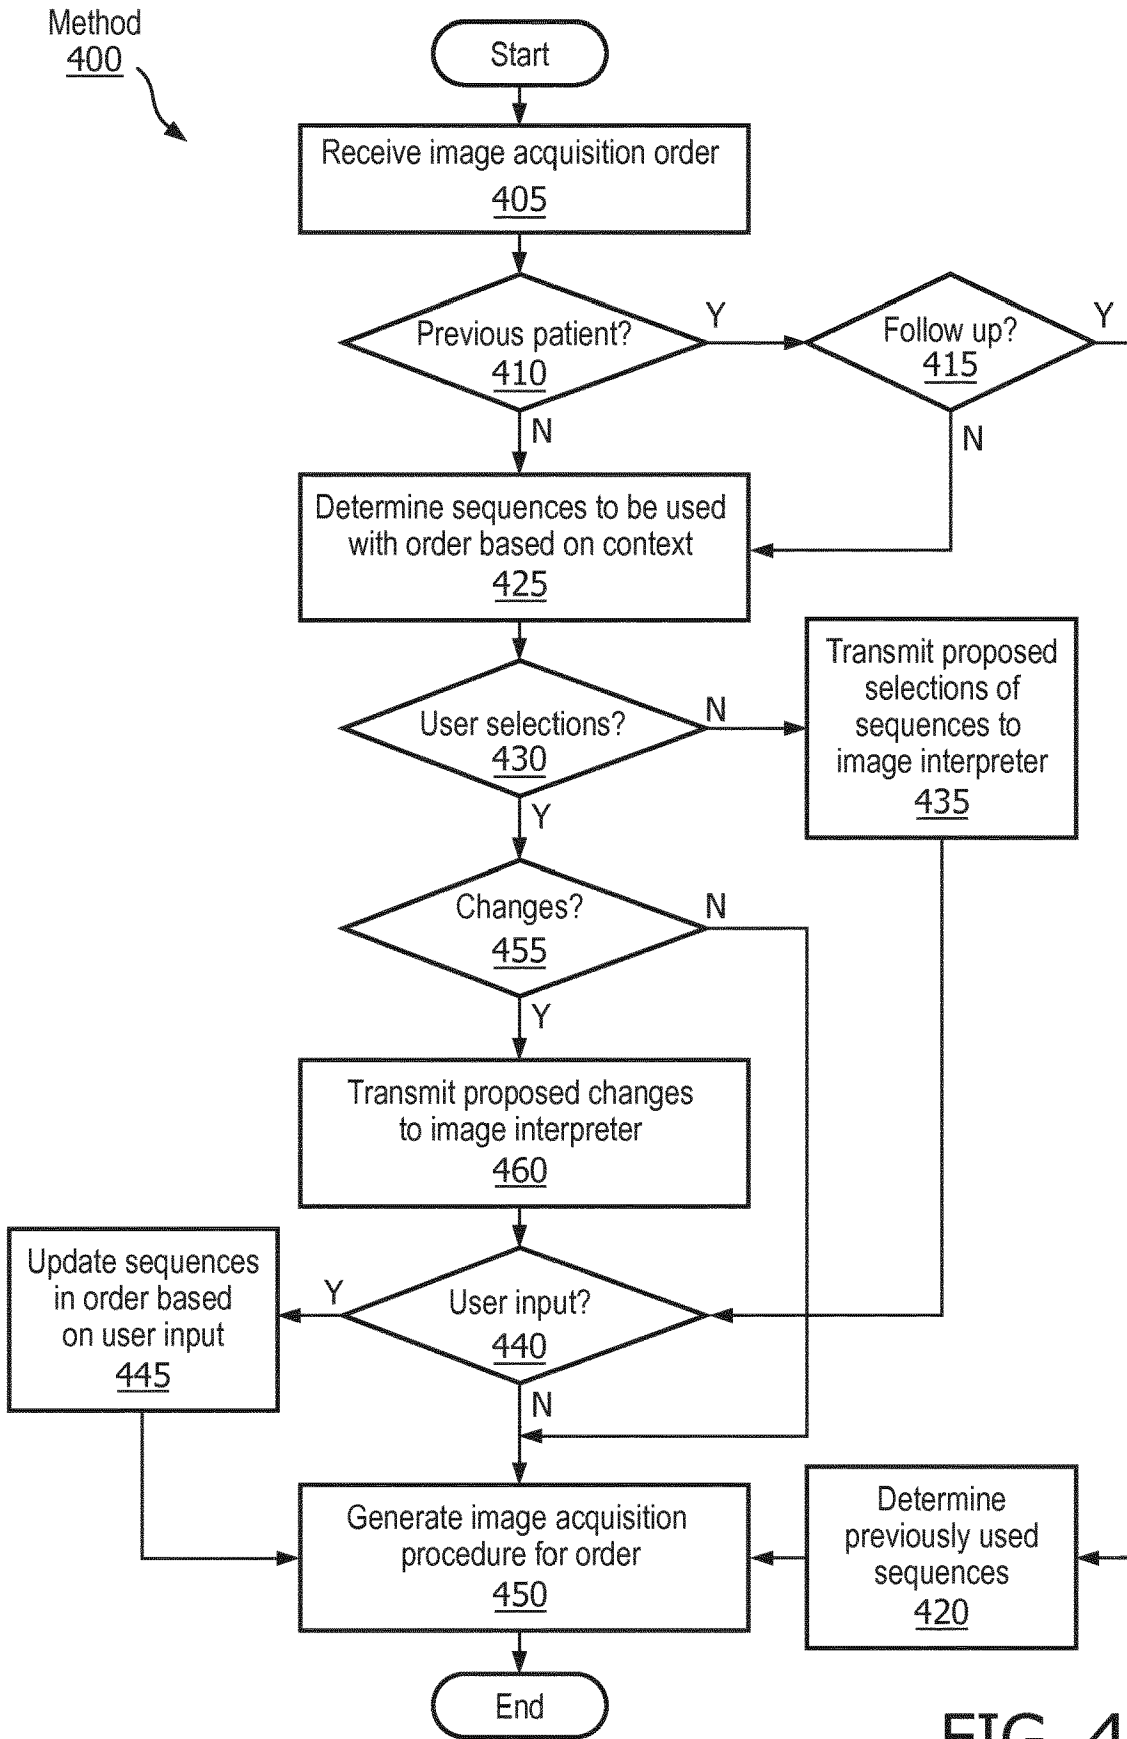 Method
400
Start
Receive image acquisition order
405
Previous patient?
410
Y
N
Follow up?
415
Y
N
Determine sequences to be used
with order based on context
425
User selections?
430
N
Y
Transmit proposed
selections of
sequences to
image interpreter
435
Changes?
455
N
Y
Transmit proposed changes
to image interpreter
460
Update sequences
in order based
on user input
445
Y
User input?
440
N
Generate image acquisition
procedure for order
450
Determine
previously used
sequences
420
End
FIG. 4